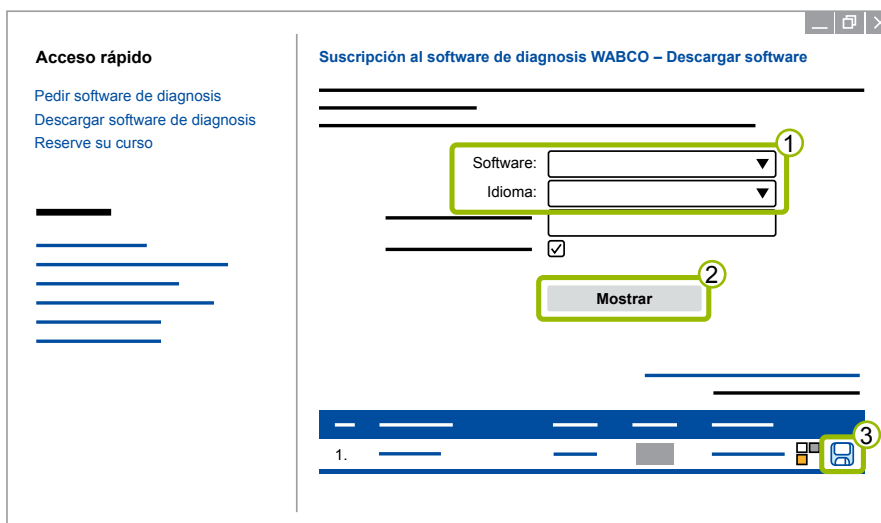 Acceso rápido
Pedir software de diagnosis
Descargar software de diagnosis
Reserve su curso
Suscripción al software de diagnosis WABCO – Descargar software
1
Software:
Idioma:
2
Mostrar
3
1.